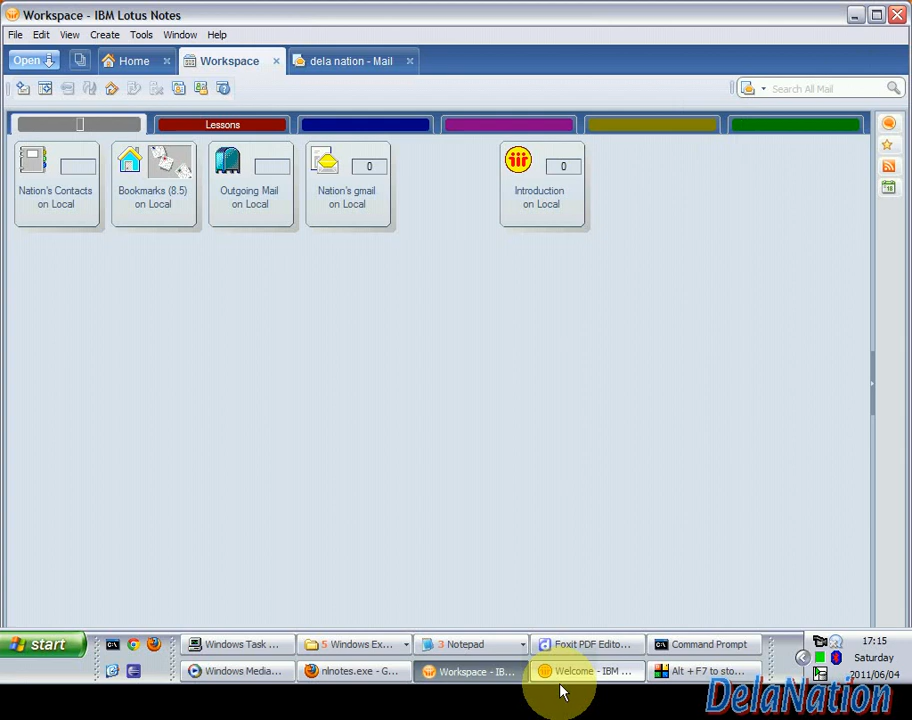 Workspace - IBM Lotus Notes
File Edit View Create Tools Window Help
Open Home Workspace dela nation - Mail
Search All Mail
Lessons
0 0
Nation's Contacts
on Local
Bookmarks (8.5)
on Local
Outgoing Mail
on Local
Nation's gmail
on Local
Introduction
on Local
start
Windows Task ... 5 Windows Ex... 3 Notepad Foxit PDF Edito... Command Prompt
Windows Media... nlnotes.exe - G... Workspace - IB... Welcome - IBM ... Alt + F7 to sto...
17:15
Saturday
2011/06/04
DelaNation